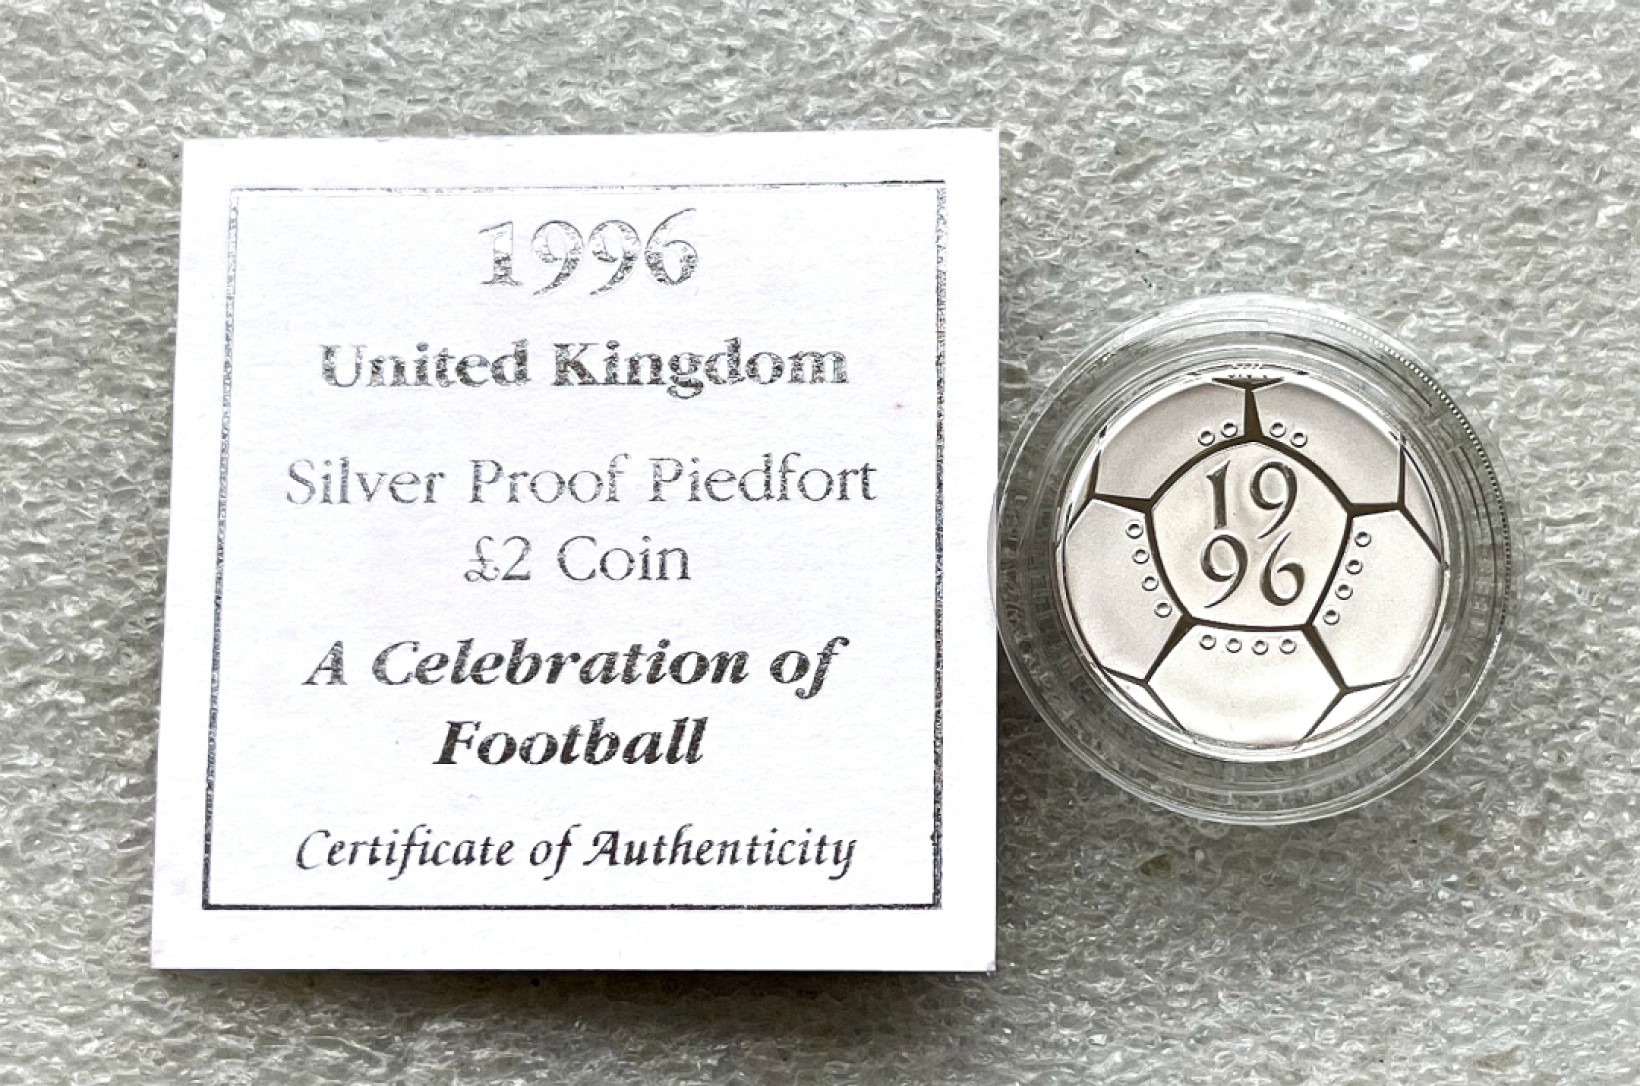 1996
United Kingdom
Silver Proof Piedfort
£2 Coin
A Celebration of
Football
Certificate of Authenticity
19
96